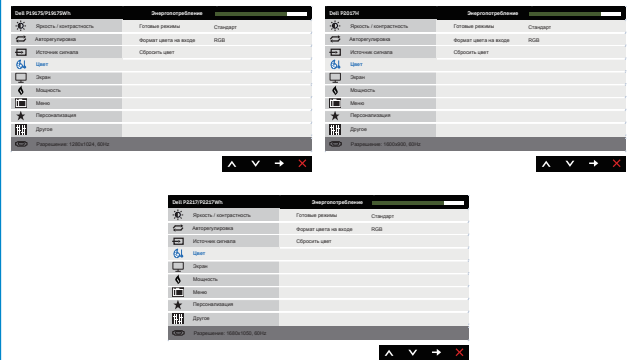 Dell P1917S/P1917SWh Энергопотребление
Яркость / контрастность Готовые режимы Стандарт
Авторегулировка Формат цвета на входе RGB
Источник сигнала Сбросить цвет
Цвет
Экран
Мощность
Меню
Персонализация
Другое
Разрешение: 1280x1024, 60Hz
Dell P2017H Энергопотребление
Яркость / контрастность Готовые режимы Стандарт
Авторегулировка Формат цвета на входе RGB
Источник сигнала Сбросить цвет
Цвет
Экран
Мощность
Меню
Персонализация
Другое
Разрешение: 1600x900, 60Hz
Dell P2217/P2217Wh Энергопотребление
Яркость / контрастность Готовые режимы Стандарт
Авторегулировка Формат цвета на входе RGB
Источник сигнала Сбросить цвет
Цвет
Экран
Мощность
Меню
Персонализация
Другое
Разрешение: 1680x1050, 60Hz